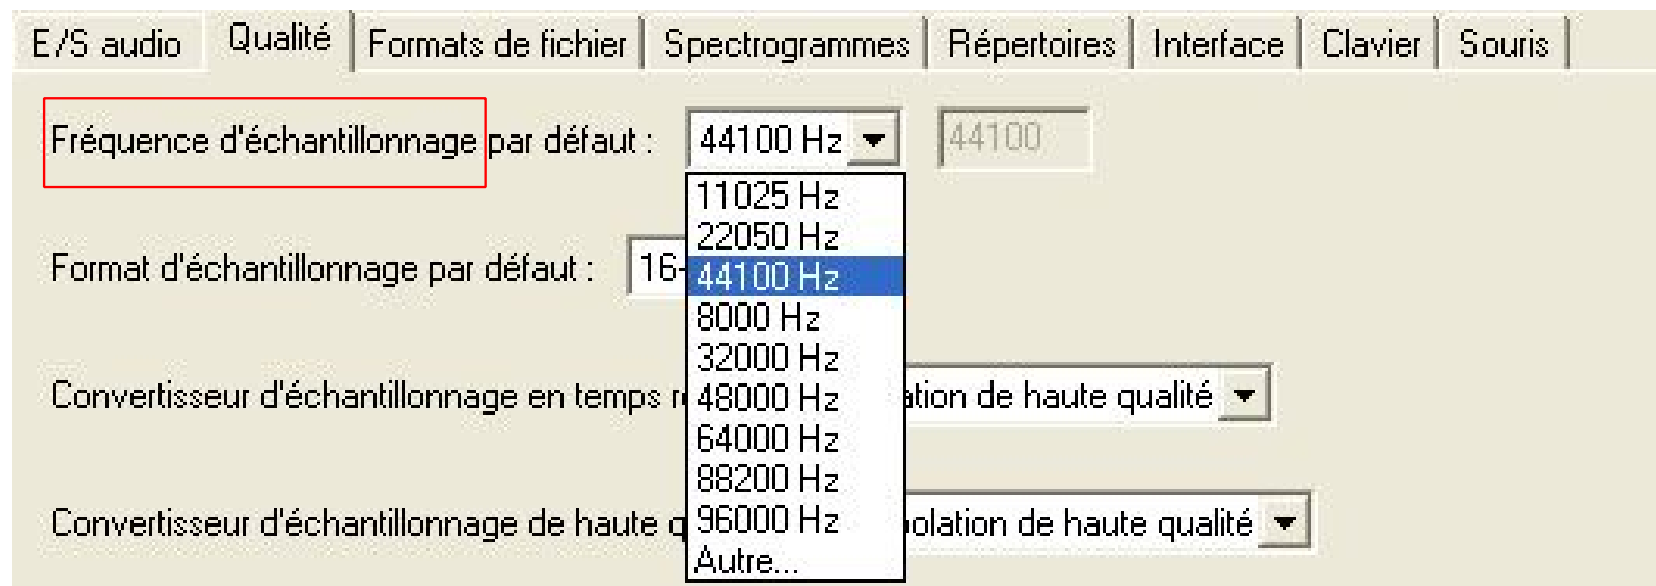 E/S audio Qualité Formats de fichier Spectrogrammes Répertoires Interface Clavier Souris
Fréquence d'échantillonnage par défaut : 44100 Hz 44100
11025 Hz
22050 Hz
Format d'échantillonnage par défaut : 16- 44100 Hz
8000 Hz
32000 Hz
Convertisseur d'échantillonnage en temps 48000 Hz de haute qualité
64000 Hz
88200 Hz
Convertisseur d'échantillonnage de haute 96000 Hz de haute qualité
Autre...